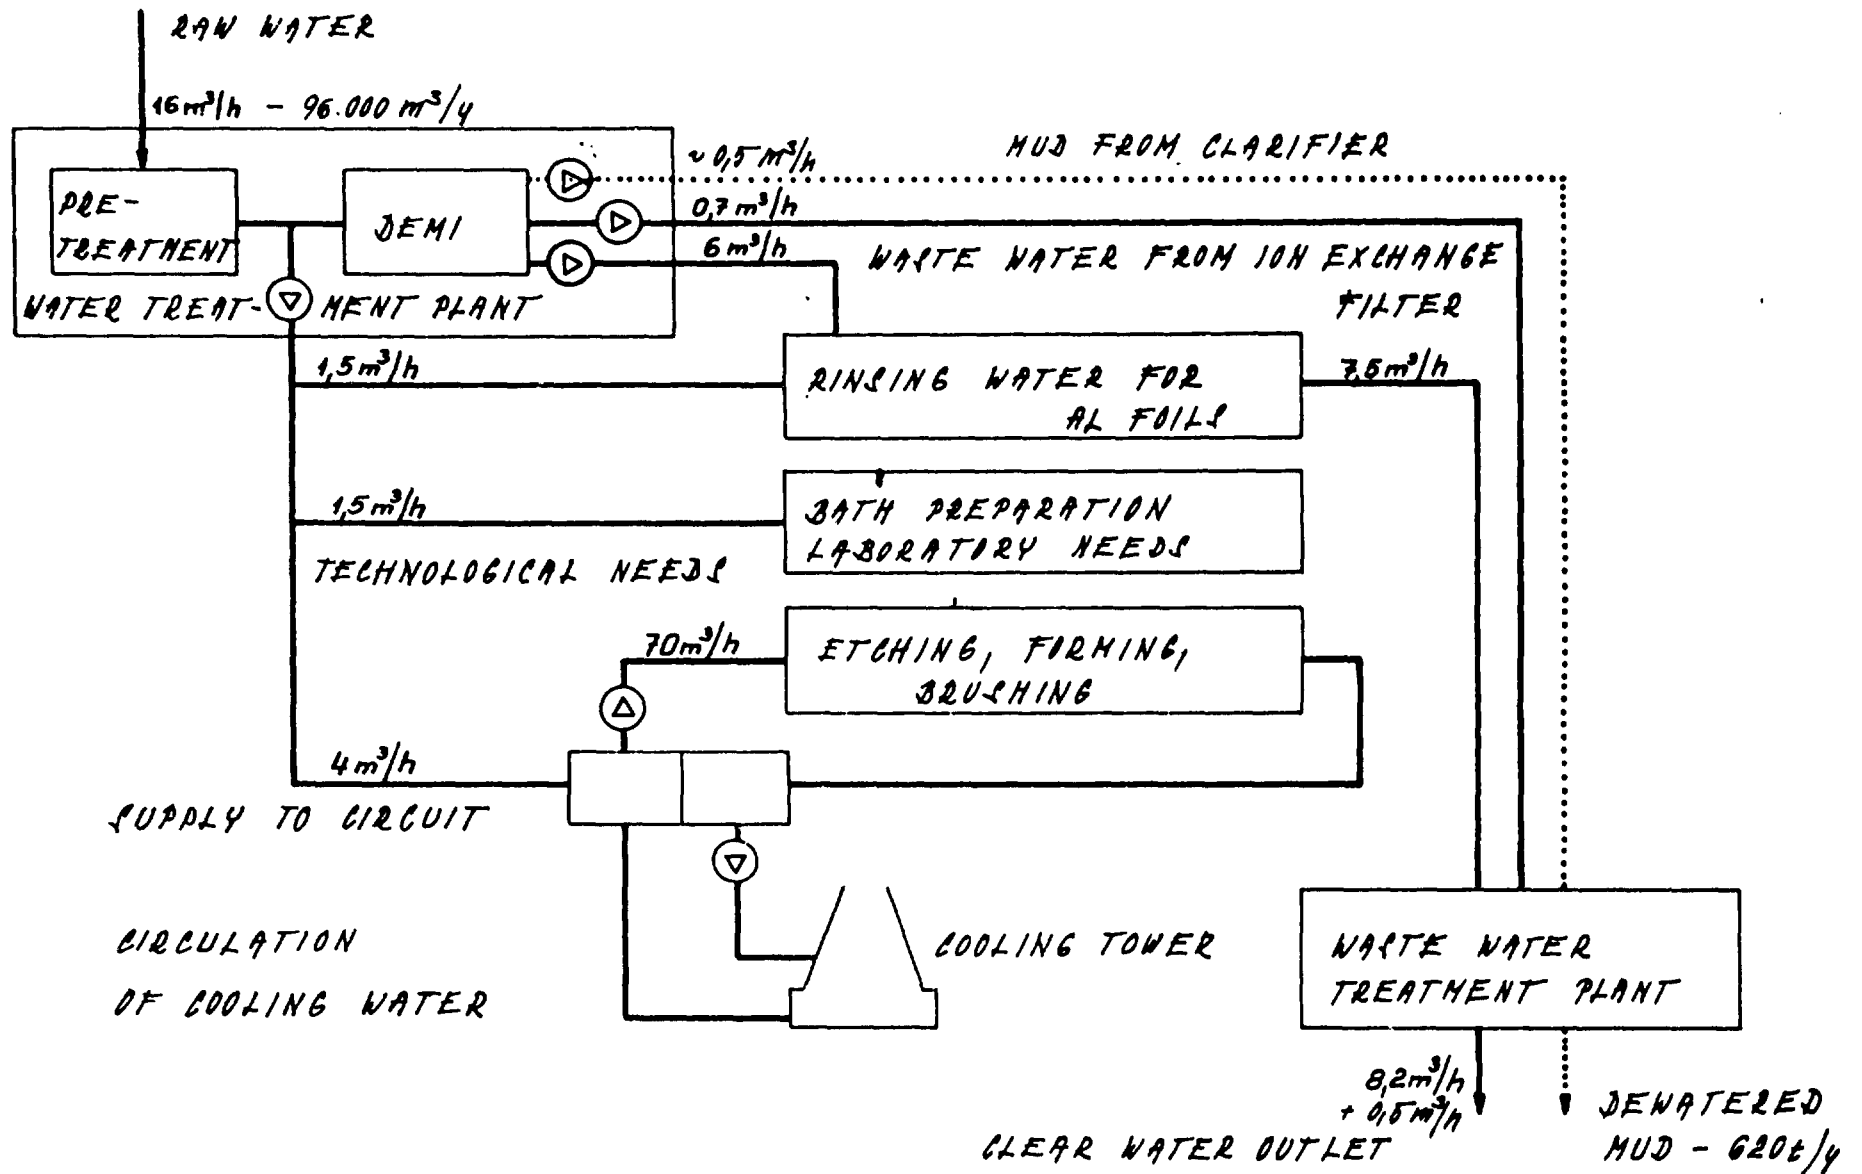 RAW WATER
16 m³/h - 96.000 m³/y
MUD FROM CLARIFIER
~ 0,5 m³/h
PRE-
TREATMENT
DEMI
0,7 m³/h
6 m³/h
WASTE WATER FROM ION EXCHANGE
FILTER
WATER TREAT- MENT PLANT
1,5 m³/h
RINSING WATER FOR
AL FOILS
7,5 m³/h
1,5 m³/h
BATH PREPARATION
LABORATORY NEEDS
TECHNOLOGICAL NEEDS
70 m³/h
ETCHING, FORMING,
BRUSHING
4 m³/h
SUPPLY TO CIRCUIT
CIRCULATION
OF COOLING WATER
COOLING TOWER
WASTE WATER
TREATMENT PLANT
8,2 m³/h
+ 0,5 m³/h
CLEAR WATER OUTLET
DEWATERED
MUD - 620 t/y